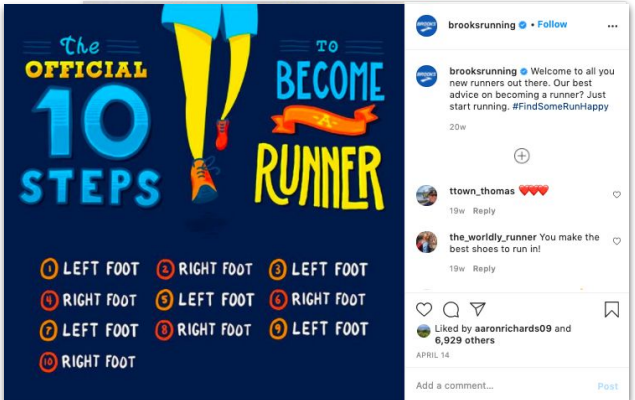 The
OFFICIAL
10
STEPS
TO
BECOME
-A-
RUNNER
1 LEFT FOOT 2 RIGHT FOOT 3 LEFT FOOT
4 RIGHT FOOT 5 LEFT FOOT 6 RIGHT FOOT
7 LEFT FOOT 8 RIGHT FOOT 9 LEFT FOOT
10 RIGHT FOOT
brooksrunning • Follow
brooksrunning Welcome to all you
new runners out there. Our best
advice on becoming a runner? Just
start running. #FindSomeRunHappy
20w
ttown_thomas ❤️❤️❤️
19w Reply
the_worldly_runner You make the
best shoes to run in!
19w Reply
Liked by aaronrichards09 and
6,929 others
APRIL 14
Add a comment... Post